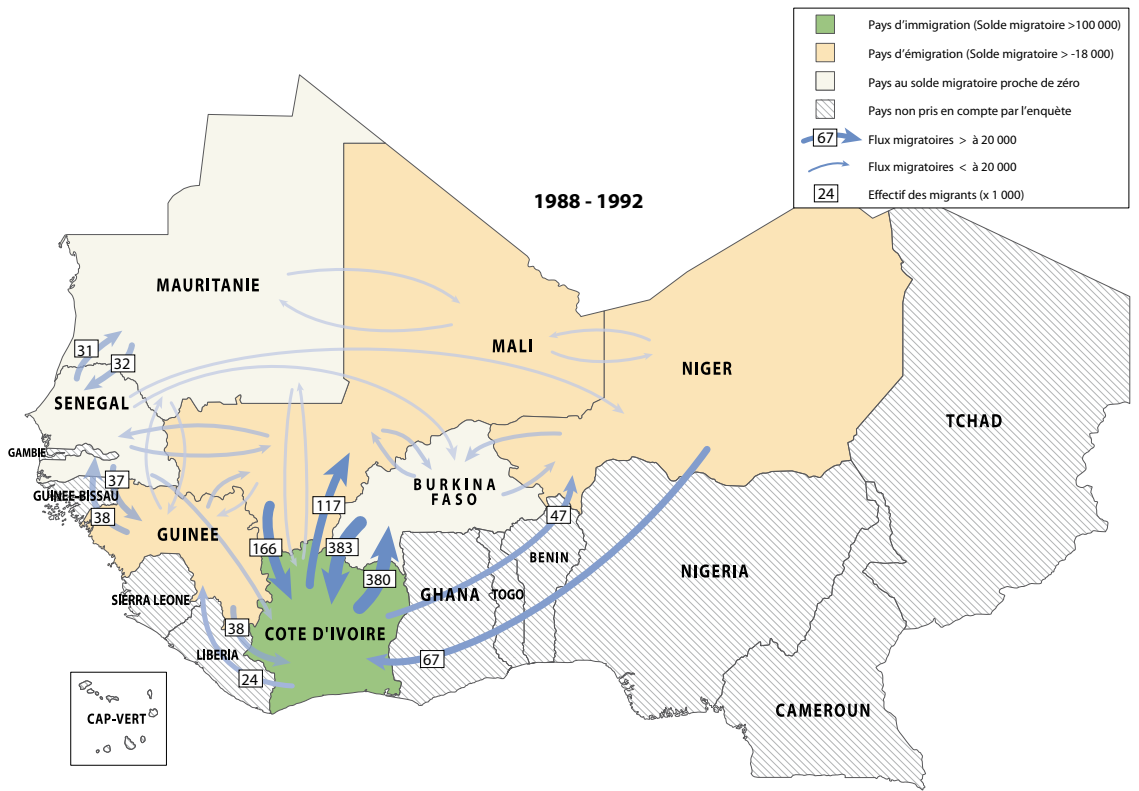 Pays d'immigration (Solde migratoire >100 000)
Pays d'émigration (Solde migratoire > -18 000)
Pays au solde migratoire proche de zéro
Pays non pris en compte par l'enquète
67 Flux migratoires > à 20 000
Flux migratoires < à 20 000
24 Effectif des migrants (x 1 000)
1988 - 1992
MAURITANIE
MALI
NIGER
31
32
SENEGAL
TCHAD
GAMBIE
37
GUINEE-BISSAU
38
GUINEE
BURKINA
FASO
117
47
166
383
380
BENIN
NIGERIA
GHANA
TOGO
SIERRA LEONE
38
COTE D'IVOIRE
LIBERIA
67
24
CAP-VERT
CAMEROUN